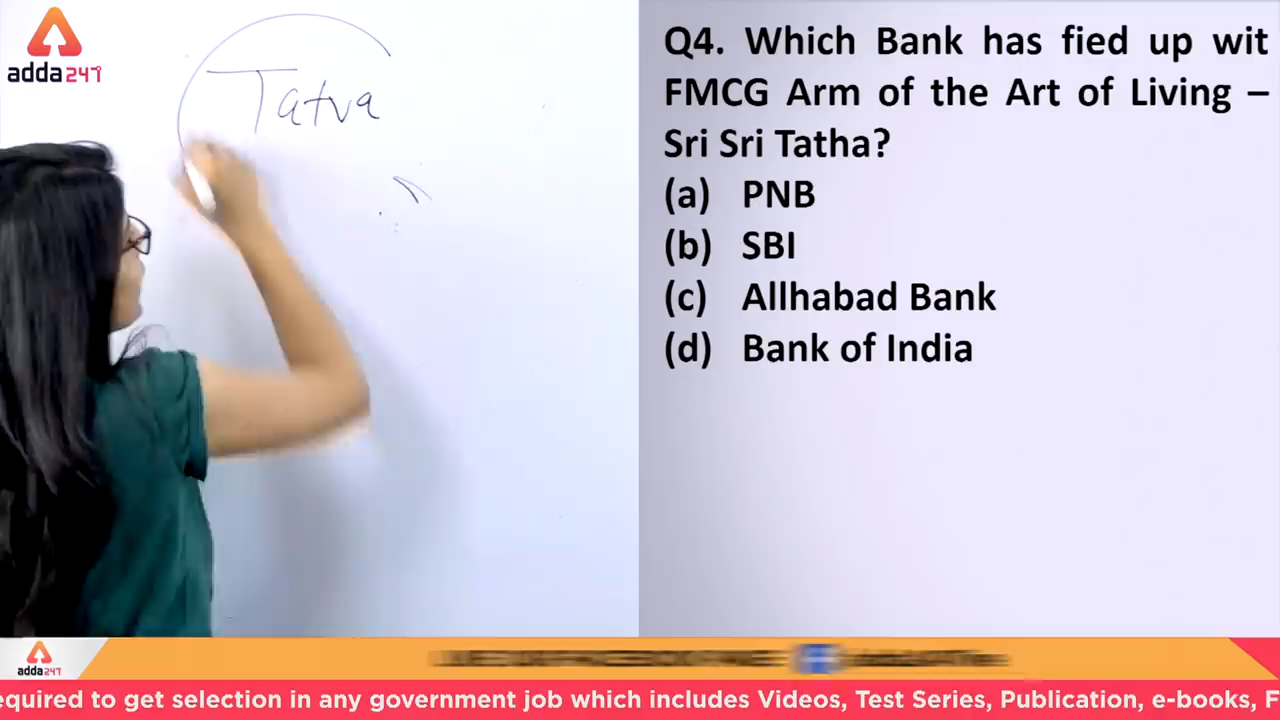 adda247
Tatva
Q4. Which Bank has fied up wit
FMCG Arm of the Art of Living –
Sri Sri Tatha?
(a) PNB
(b) SBI
(c) Allhabad Bank
(d) Bank of India
adda247
equired to get selection in any government job which includes Videos, Test Series, Publication, e-books, F